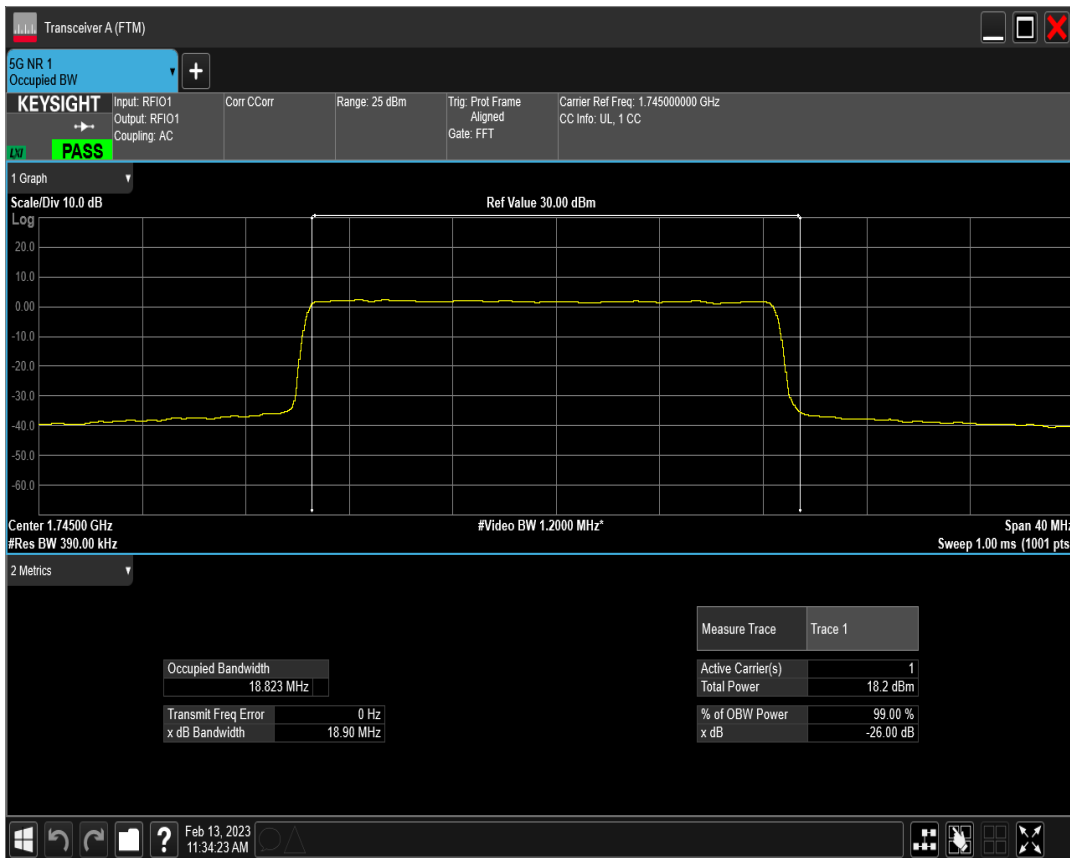 Transceiver A (FTM)
5G NR 1
Occupied BW
+
KEYSIGHT
LXI
PASS
Input: RFIO1
Output: RFIO1
Coupling: AC
Corr CCorr
Range: 25 dBm
Trig: Prot Frame
Aligned
Gate: FFT
Carrier Ref Freq: 1.745000000 GHz
CC Info: UL, 1 CC
1 Graph
Scale/Div 10.0 dB
Ref Value 30.00 dBm
Log
20.0
10.0
0.00
-10.0
-20.0
-30.0
-40.0
-50.0
-60.0
Center 1.74500 GHz
#Video BW 1.2000 MHz*
Span 40 MHz
#Res BW 390.00 kHz
Sweep 1.00 ms (1001 pts
2 Metrics
Measure Trace Trace 1
Occupied Bandwidth
18.823 MHz
Active Carrier(s) 1
Total Power 18.2 dBm
Transmit Freq Error 0 Hz
x dB Bandwidth 18.90 MHz
% of OBW Power 99.00 %
x dB -26.00 dB
?
Feb 13, 2023
11:34:23 AM